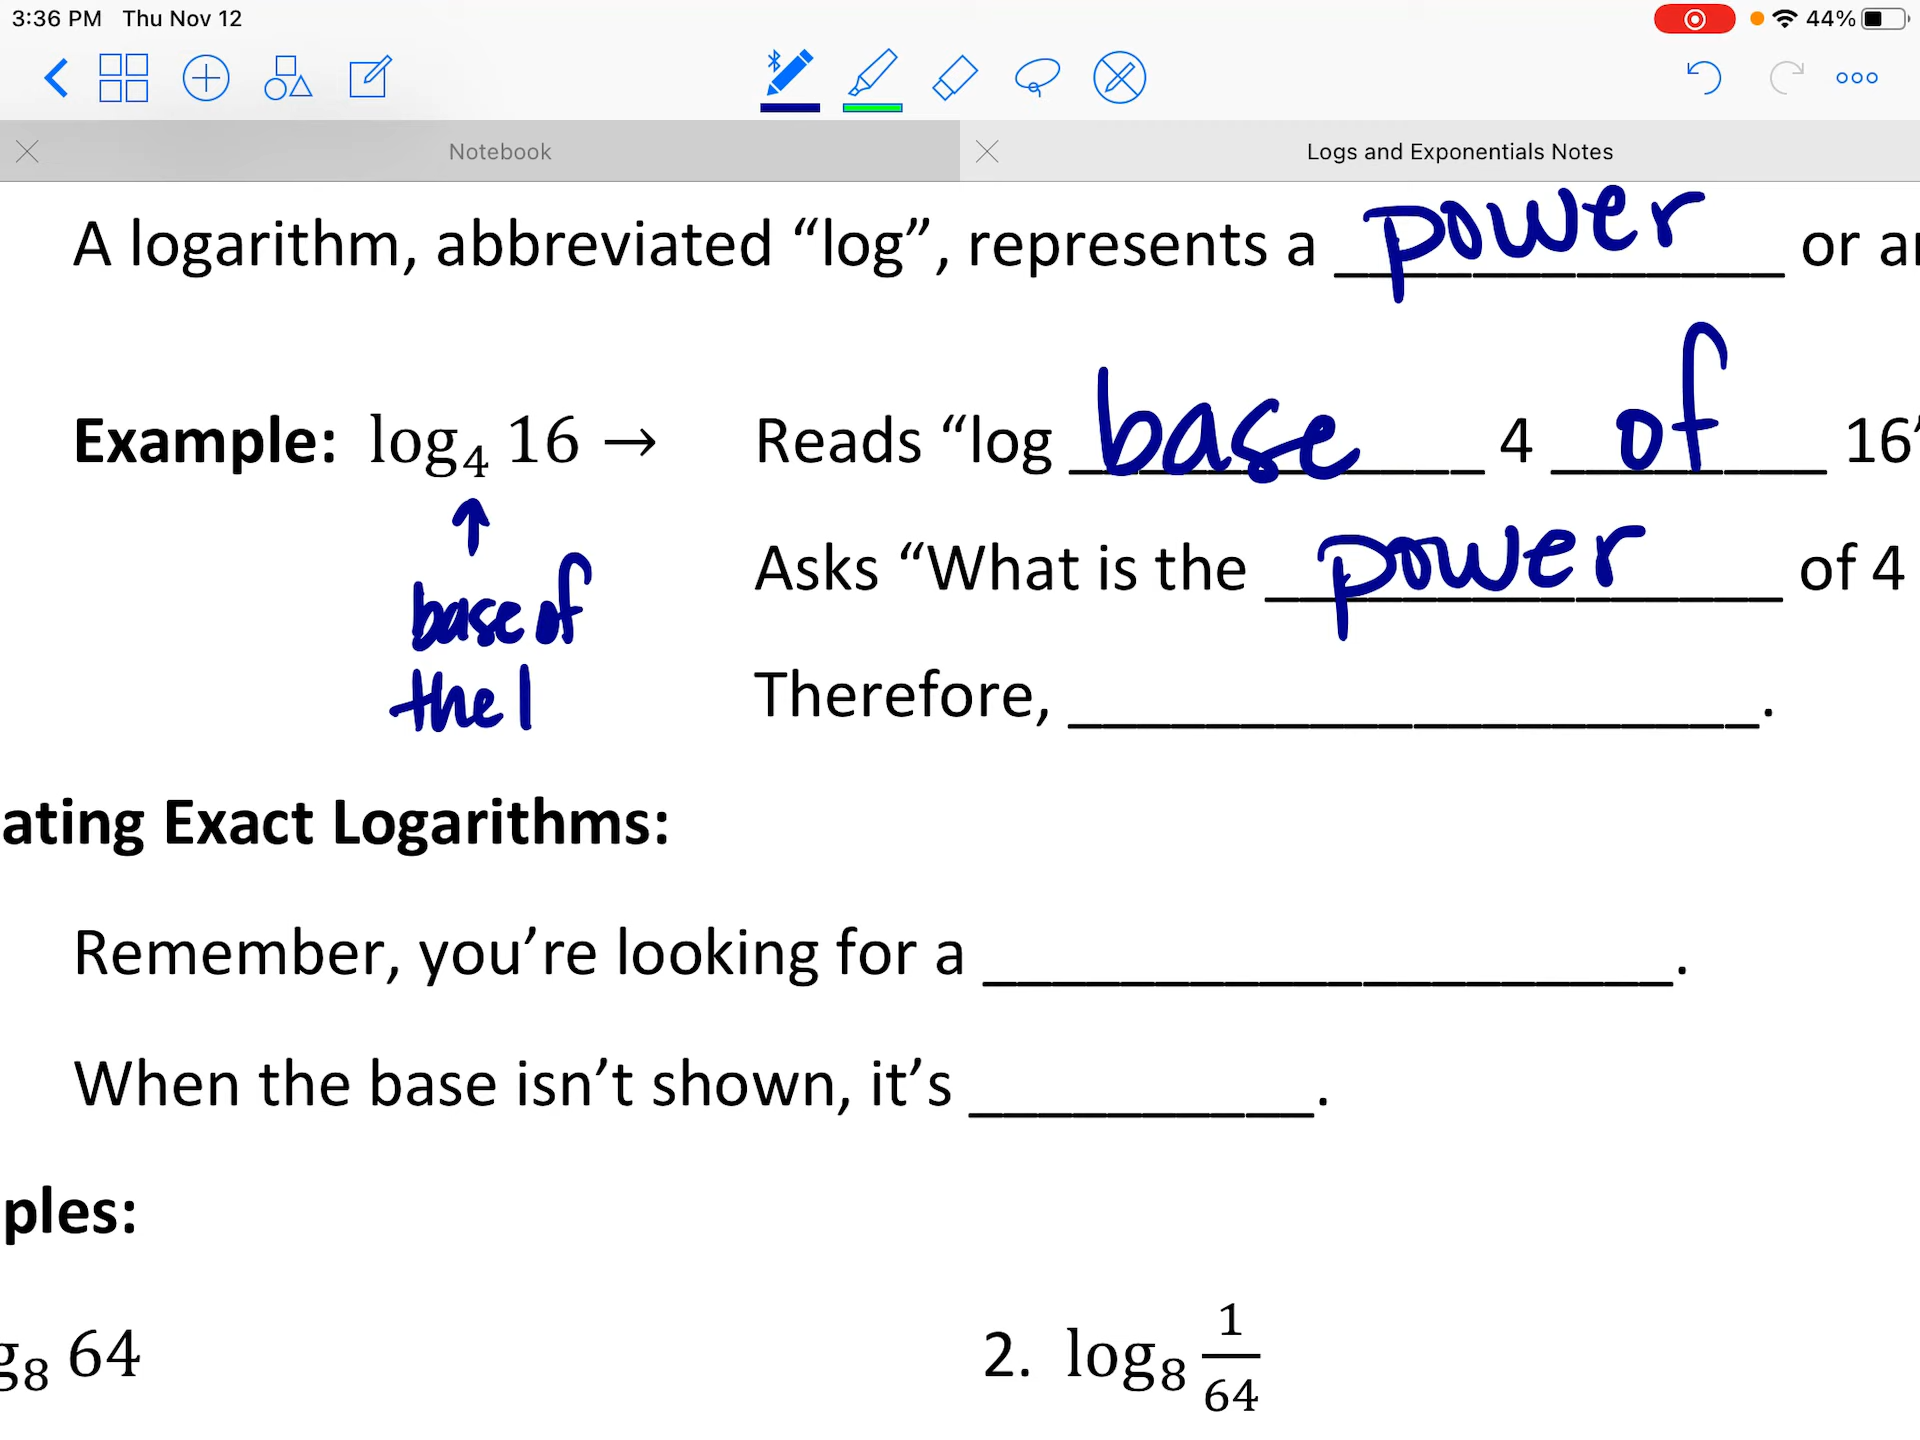 3:36 PM Thu Nov 12 44%
Notebook Logs and Exponentials Notes
A logarithm, abbreviated “log”, represents a power or
Example: log₄ 16 → Reads “log base 4 of 16”
base of
the l
Asks “What is the power of 4
Therefore, ____________________.
ating Exact Logarithms:
Remember, you’re looking for a ____________________.
When the base isn’t shown, it’s __________.
ples:
g₈ 64 2. log₈ 1/64